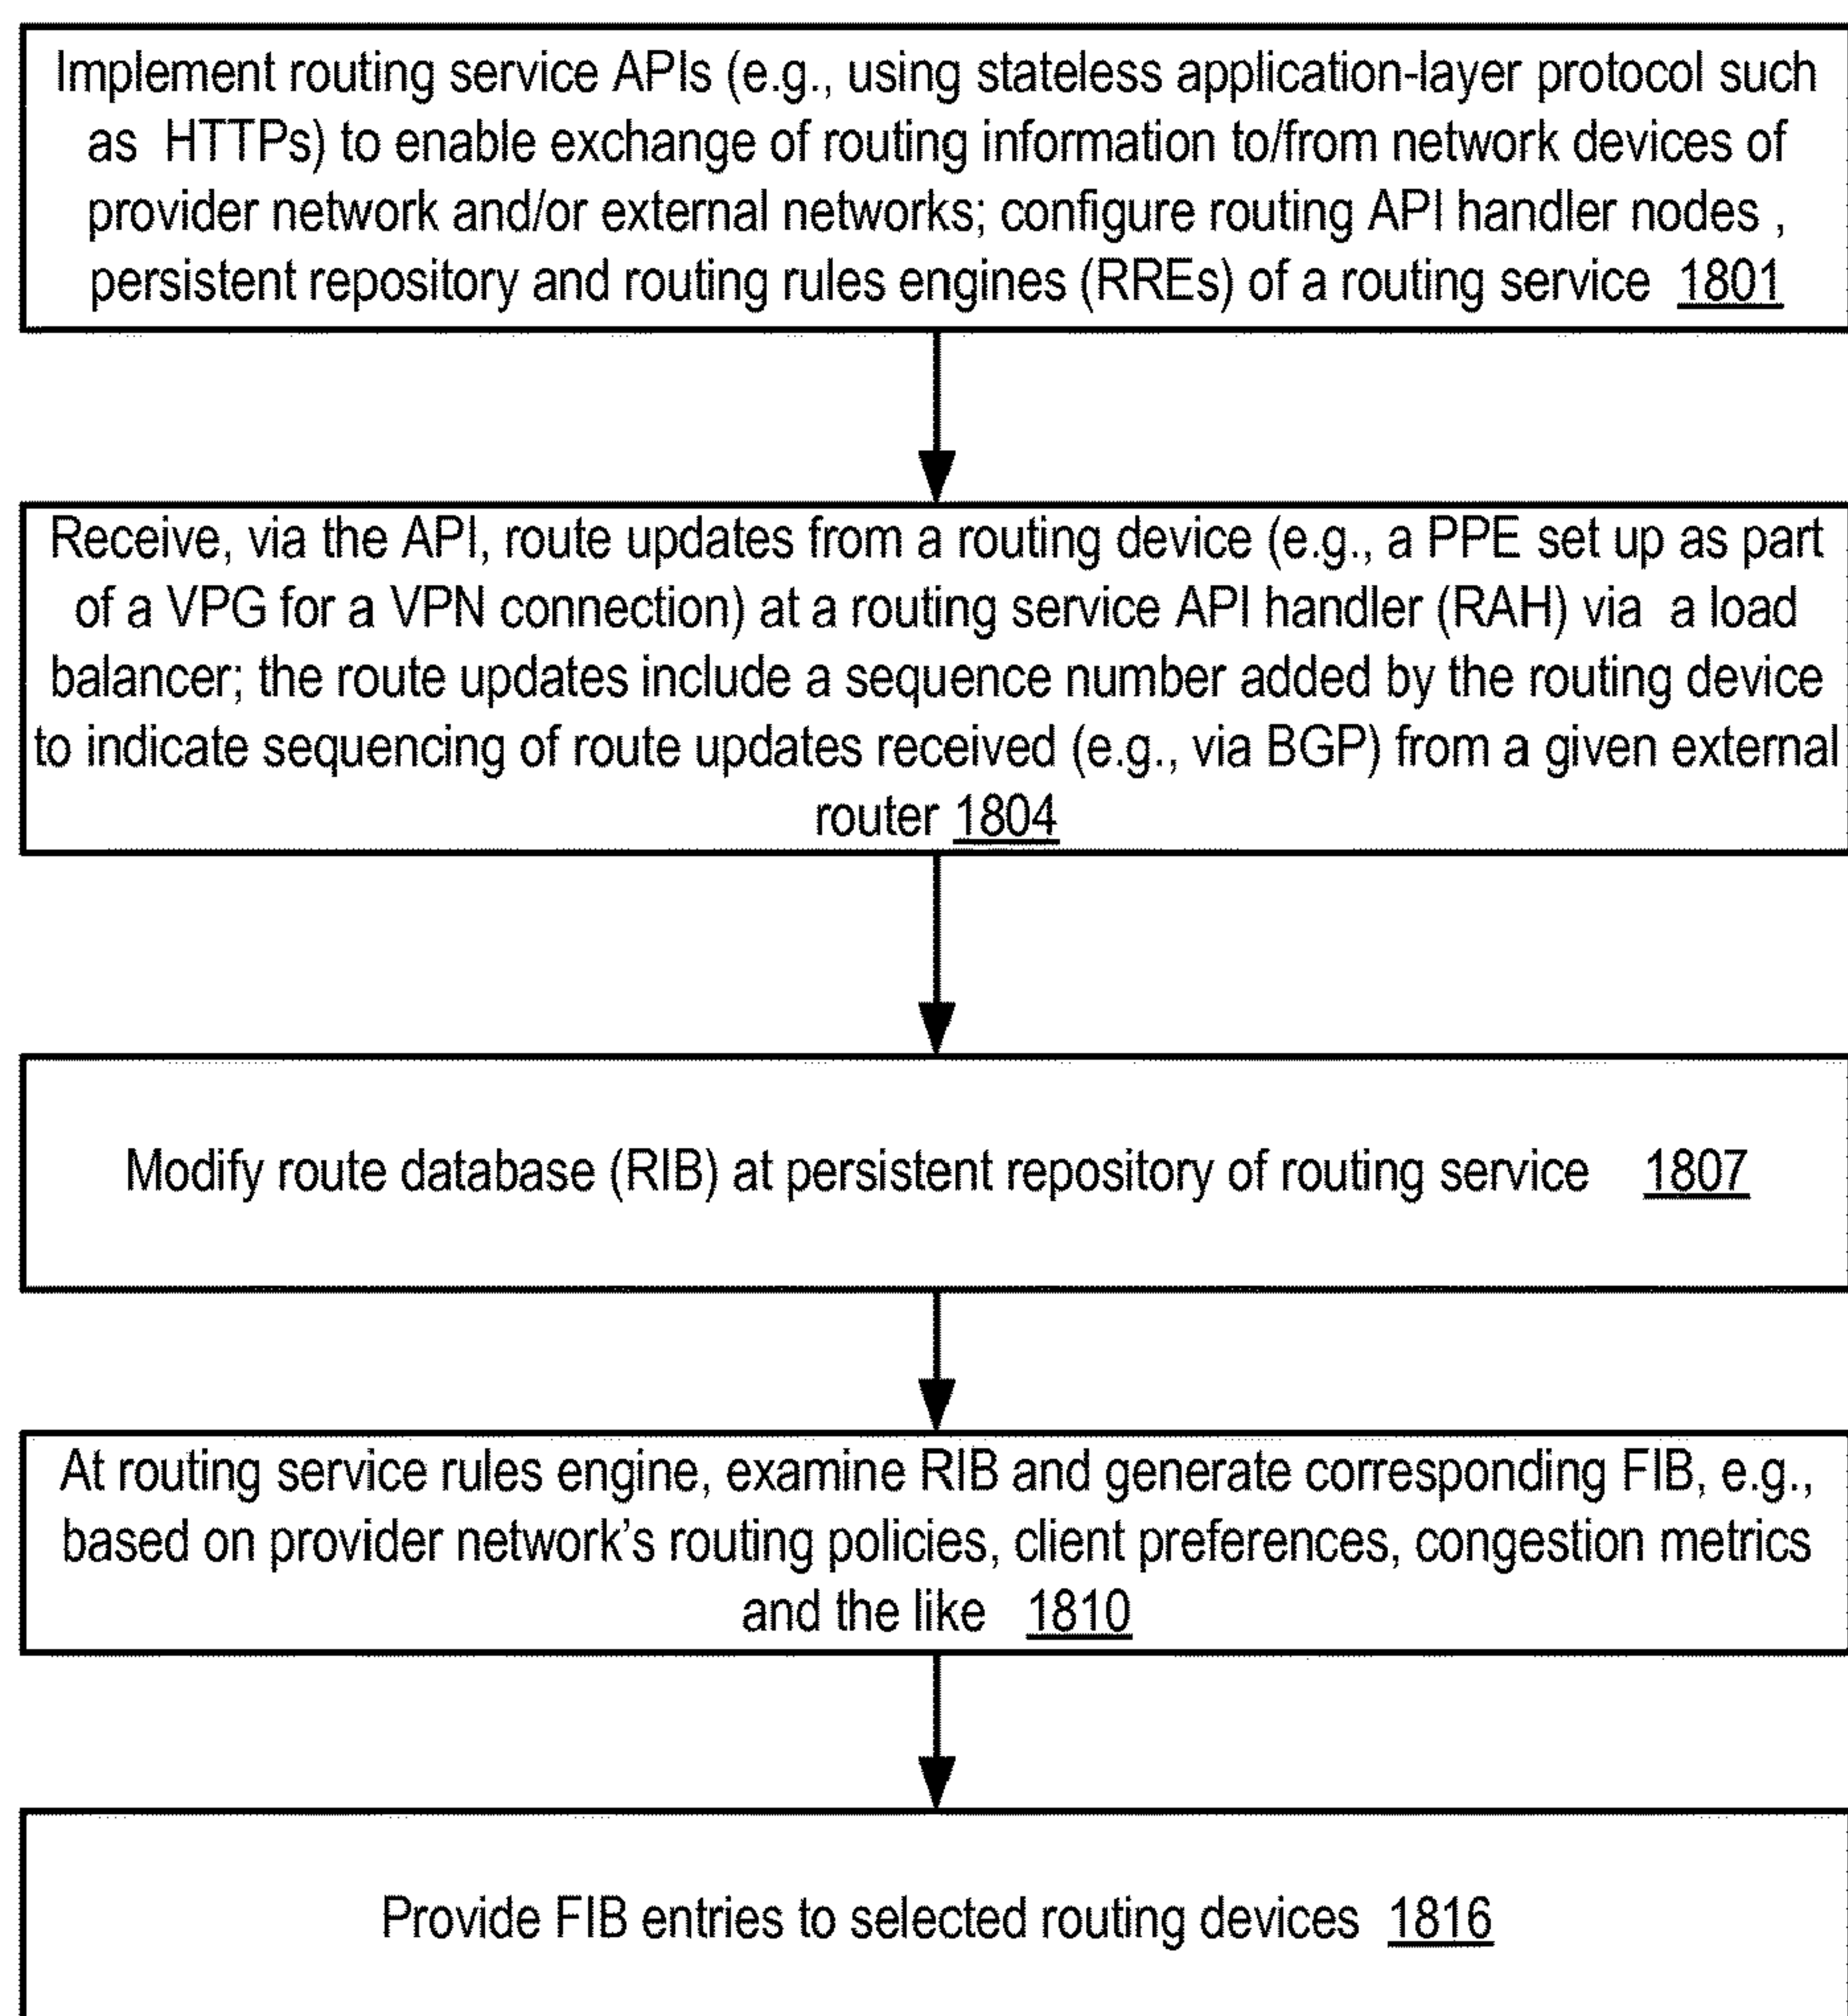 Implement routing service APIs (e.g., using stateless application-layer protocol such
as HTTPs) to enable exchange of routing information to/from network devices of
provider network and/or external networks; configure routing API handler nodes ,
persistent repository and routing rules engines (RREs) of a routing service 1801
Receive, via the API, route updates from a routing device (e.g., a PPE set up as part
of a VPG for a VPN connection) at a routing service API handler (RAH) via a load
balancer; the route updates include a sequence number added by the routing device
to indicate sequencing of route updates received (e.g., via BGP) from a given external
router 1804
Modify route database (RIB) at persistent repository of routing service 1807
At routing service rules engine, examine RIB and generate corresponding FIB, e.g.,
based on provider network's routing policies, client preferences, congestion metrics
and the like 1810
Provide FIB entries to selected routing devices 1816